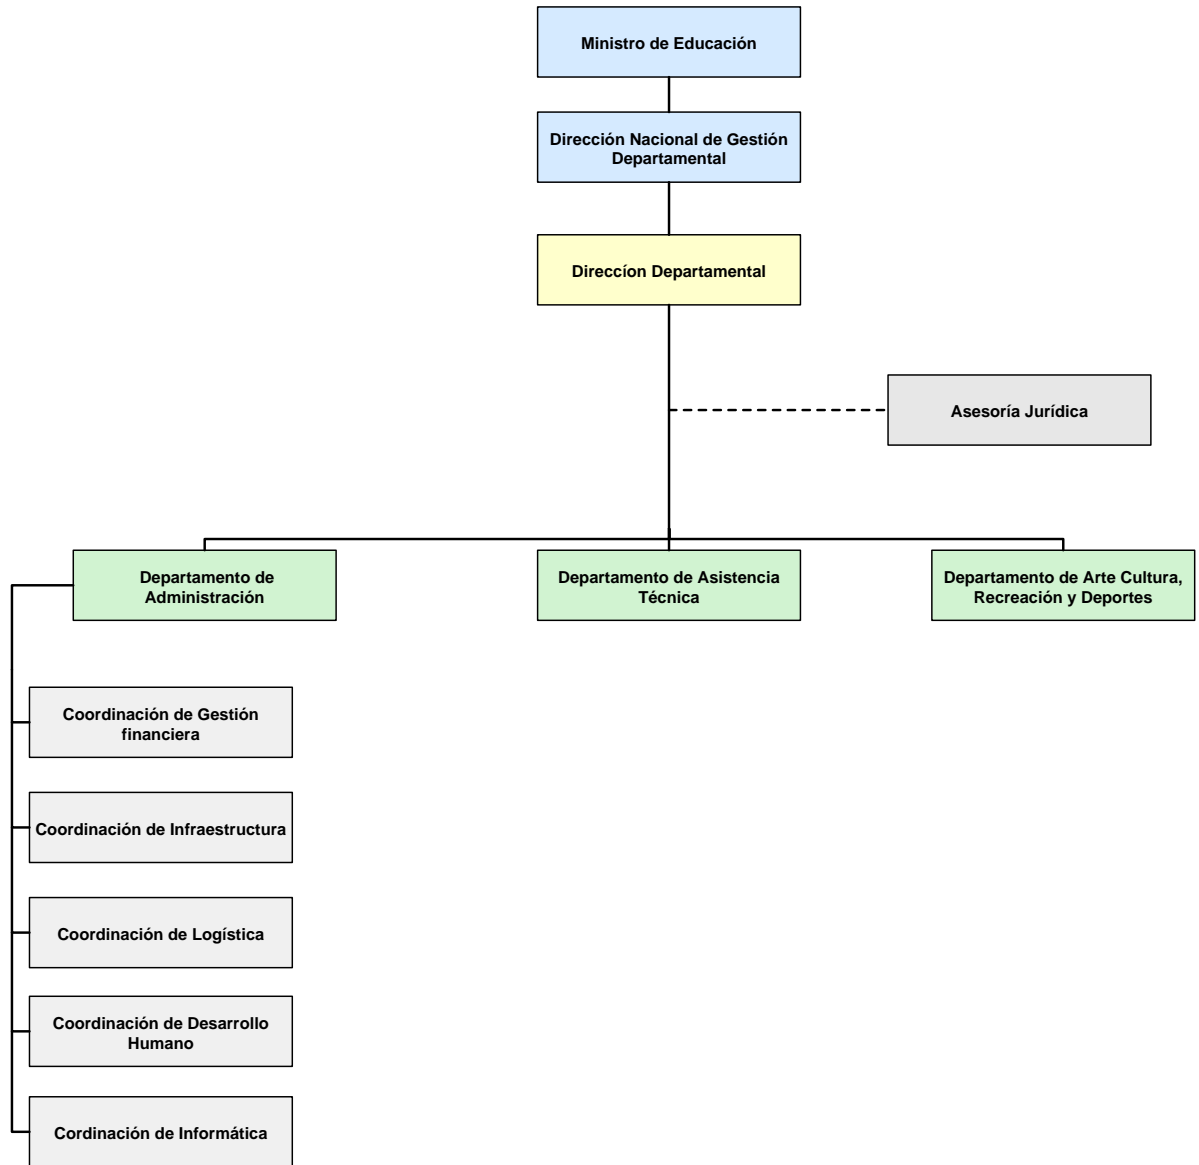 Ministro de Educación
Dirección Nacional de Gestión
Departamental
Direccíon Departamental
Asesoría Jurídica
Departamento de
Administración
Departamento de Asistencia
Técnica
Departamento de Arte Cultura,
Recreación y Deportes
Coordinación de Gestión
financiera
Coordinación de Infraestructura
Coordinación de Logística
Coordinación de Desarrollo
Humano
Cordinación de Informática